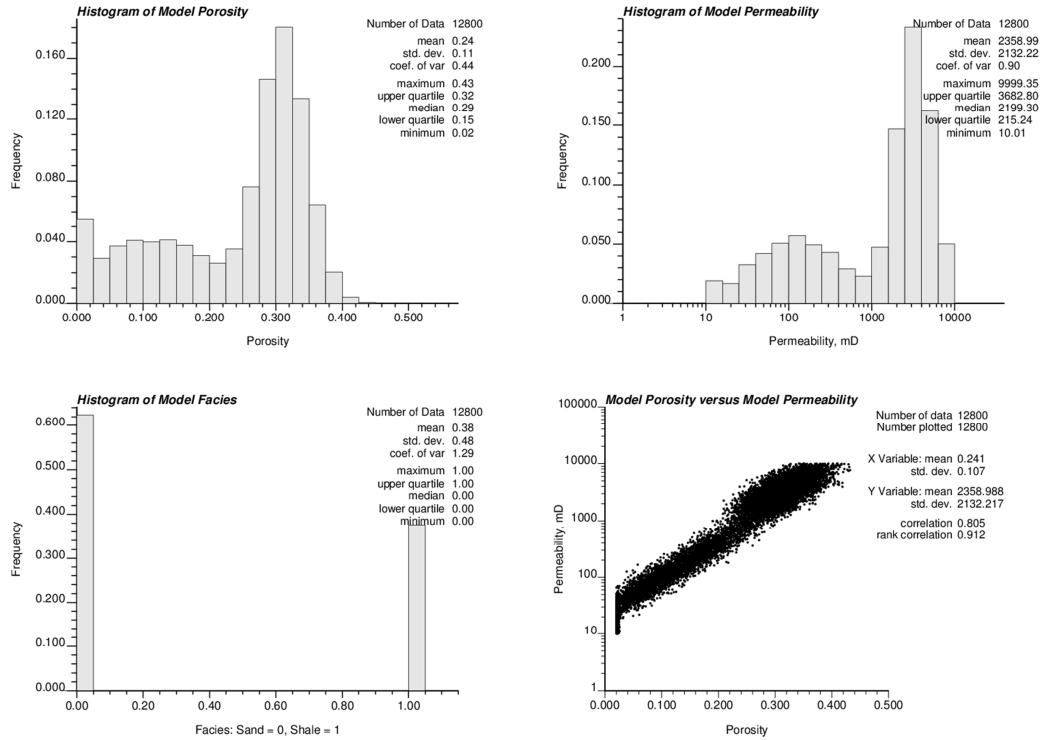 Histogram of Model Porosity
Number of Data 12800
mean 0.24
std. dev. 0.11
coef. of var 0.44
maximum 0.43
upper quartile 0.32
median 0.29
lower quartile 0.15
minimum 0.02
Frequency
0.160
0.120
0.080
0.040
0.000
0.000 0.100 0.200 0.300 0.400 0.500
Porosity
Histogram of Model Permeability
Number of Data 12800
mean 2358.99
std. dev. 2132.22
coef. of var 0.90
maximum 9999.35
upper quartile 3682.80
median 2199.30
lower quartile 215.24
minimum 10.01
Frequency
0.200
0.150
0.100
0.050
0.000
1 10 100 1000 10000
Permeability, mD
Histogram of Model Facies
Number of Data 12800
mean 0.38
std. dev. 0.48
coef. of var 1.29
maximum 1.00
upper quartile 1.00
median 0.00
lower quartile 0.00
minimum 0.00
Frequency
0.600
0.500
0.400
0.300
0.200
0.100
0.000
0.00 0.20 0.40 0.60 0.80 1.00
Facies: Sand = 0, Shale = 1
Model Porosity versus Model Permeability
Number of data 12800
Number plotted 12800
X Variable: mean 0.241
std. dev. 0.107
Y Variable: mean 2358.988
std. dev. 2132.217
correlation 0.805
rank correlation 0.912
Permeability, mD
100000
10000
1000
100
10
1
0.000 0.100 0.200 0.300 0.400 0.500
Porosity